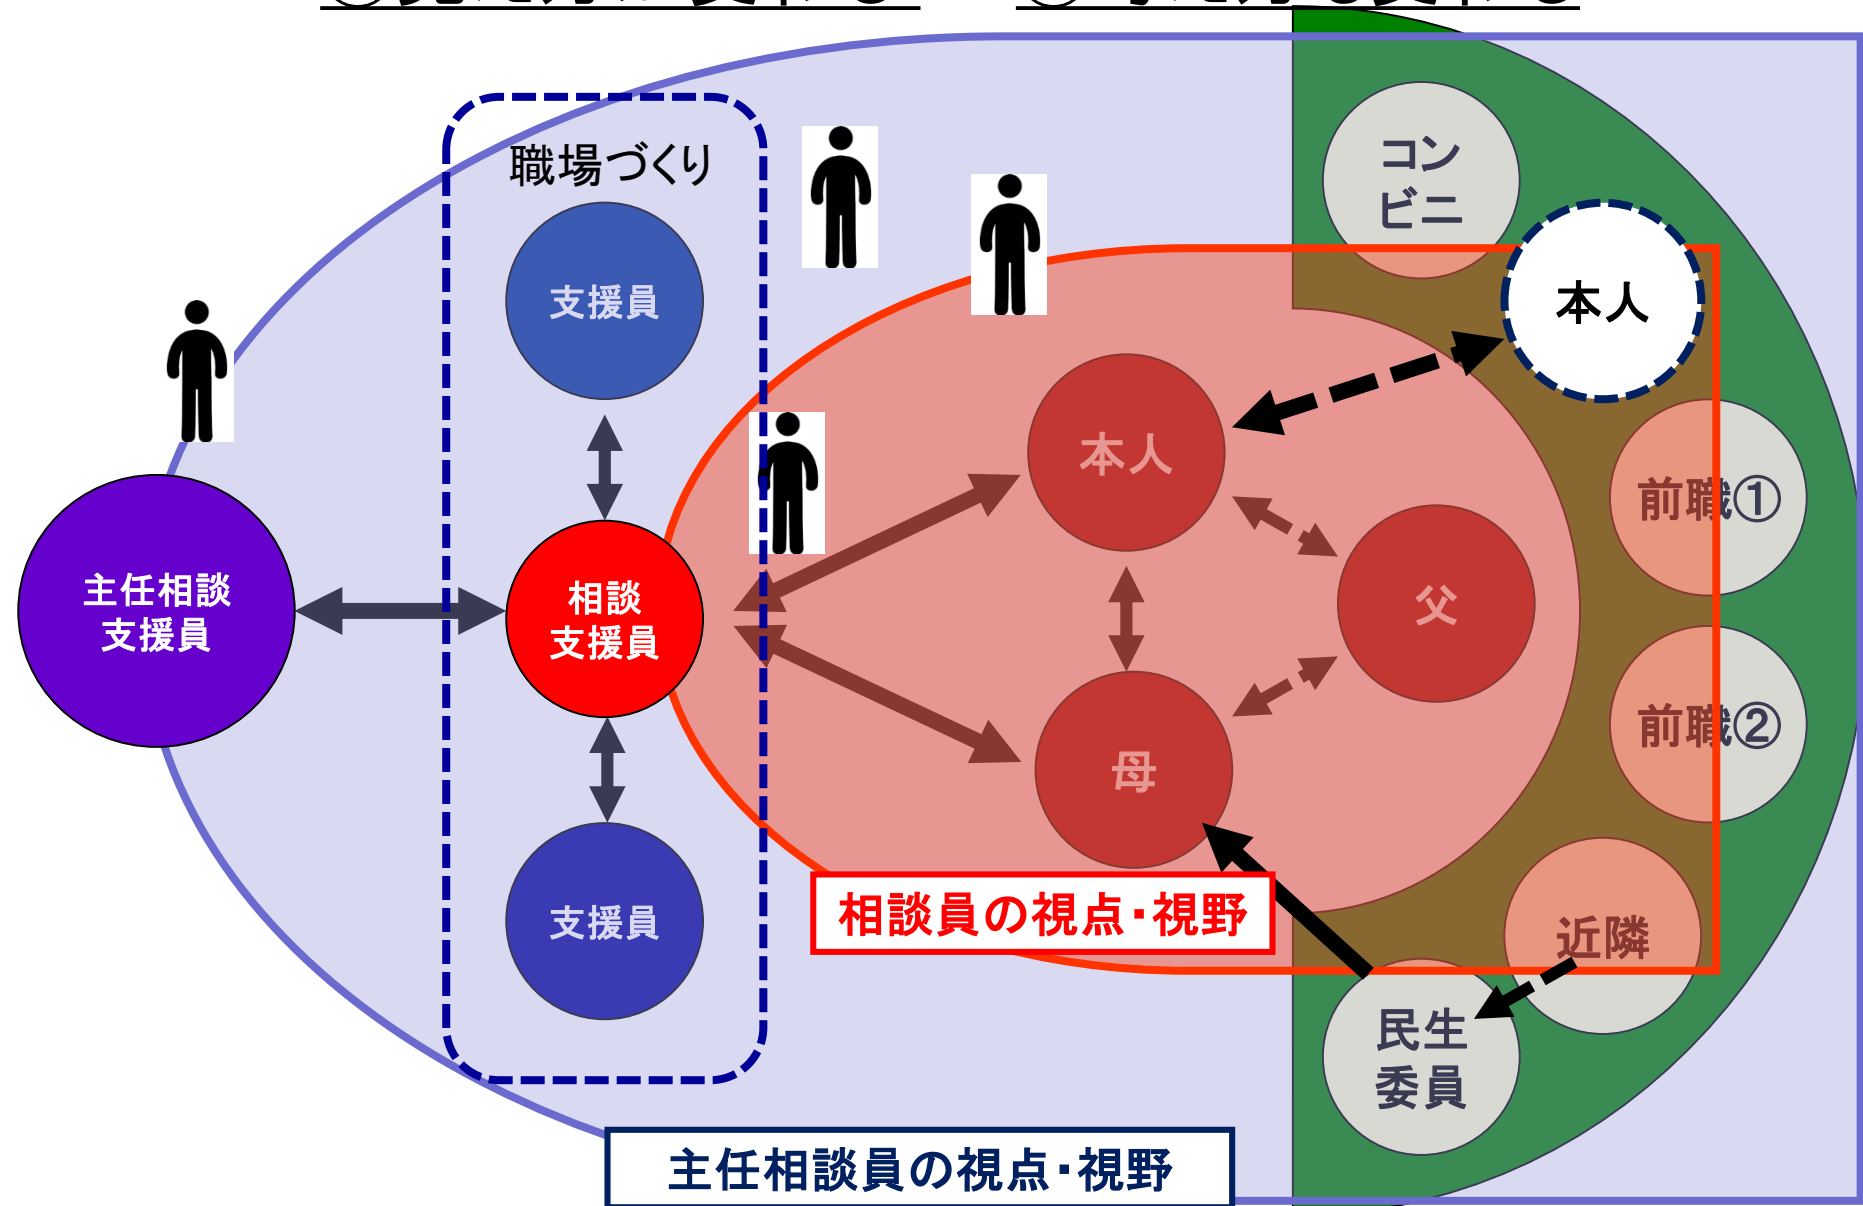 職場づくり
コン
ビニ
支援員
本人
本人
前職①
主任相談
支援員
相談
支援員
父
前職②
母
相談員の視点・視野
支援員
近隣
民生
委員
主任相談員の視点・視野